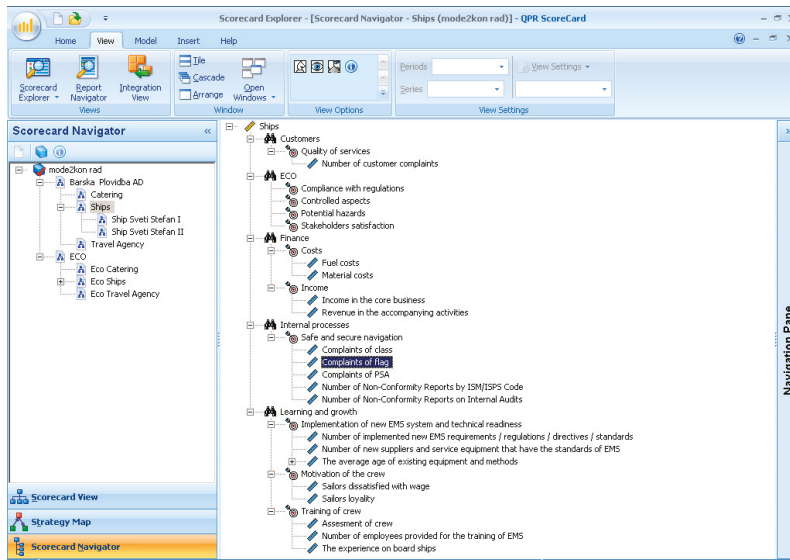 Scorecard Explorer - [Scorecard Navigator - Ships (mode2kon rad)] - QPR ScoreCard
Home View Model Insert Help
Scorecard Explorer
Report Navigator
Integration View
Views
Tile
Cascade
Arrange
Open Windows
Window
View Options
Periods
Series
View Settings
View Settings
Scorecard Navigator
mode2kon rad
Barska Plovidba AD
Catering
Ships
Ship Sveti Stefan I
Ship Sveti Stefan II
Travel Agency
ECO
Eco Catering
Eco Ships
Eco Travel Agency
Scorecard View
Strategy Map
Scorecard Navigator
Ships
Customers
Quality of services
Number of customer complaints
ECO
Compliance with regulations
Controlled aspects
Potential hazards
Stakeholders satisfaction
Finance
Costs
Fuel costs
Material costs
Income
Income in the core business
Revenue in the accompanying activities
Internal processes
Safe and secure navigation
Complaints of class
Complaints of flag
Complaints of PSA
Number of Non-Conformity Reports by ISM/ISPS Code
Number of Non-Conformity Reports on Internal Audits
Learning and growth
Implementation of new EMS system and technical readiness
Number of implemented new EMS requirements / regulations / directives / standards
Number of new suppliers and service equipment that have the standards of EMS
The average age of existing equipment and methods
Motivation of the crew
Sailors dissatisfied with wage
Sailors loyality
Training of crew
Assesment of crew
Number of employees provided for the training of EMS
The experience on board ships
Navigation Pane